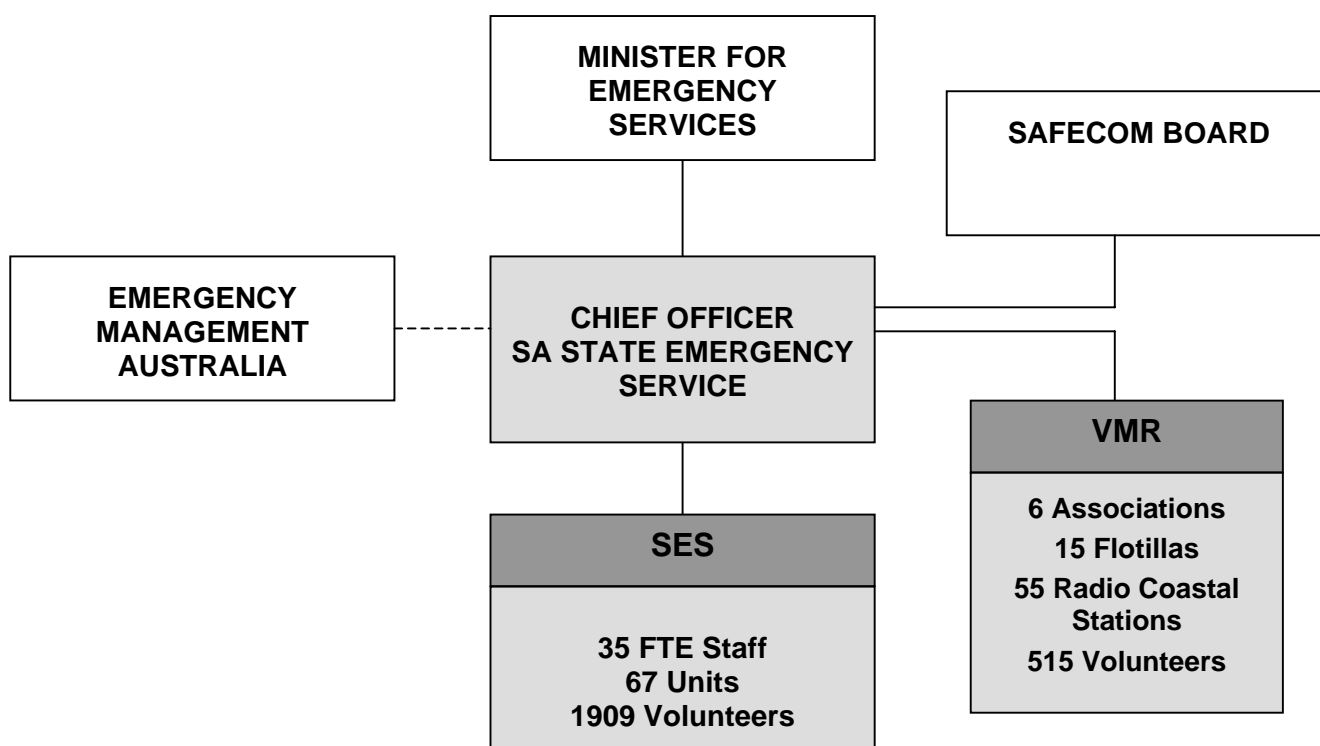 MINISTER FOR
EMERGENCY
SERVICES
SAFECOM BOARD
EMERGENCY
MANAGEMENT
AUSTRALIA
CHIEF OFFICER
SA STATE EMERGENCY
SERVICE
VMR
6 Associations
15 Flotillas
55 Radio Coastal
Stations
515 Volunteers
SES
35 FTE Staff
67 Units
1909 Volunteers